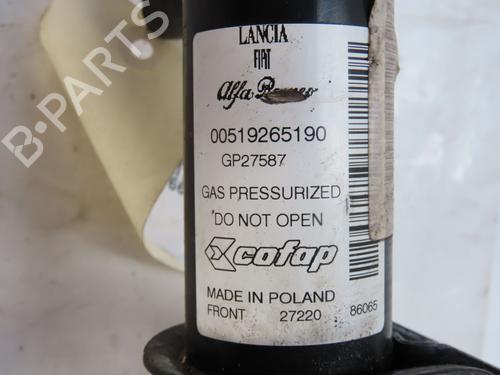 LANCIA
FIAT
Alfa Romeo
00519265190
GP27587
GAS PRESSURIZED
DO NOT OPEN
cofap
MADE IN POLAND
FRONT 27220 86065
B-PARTS